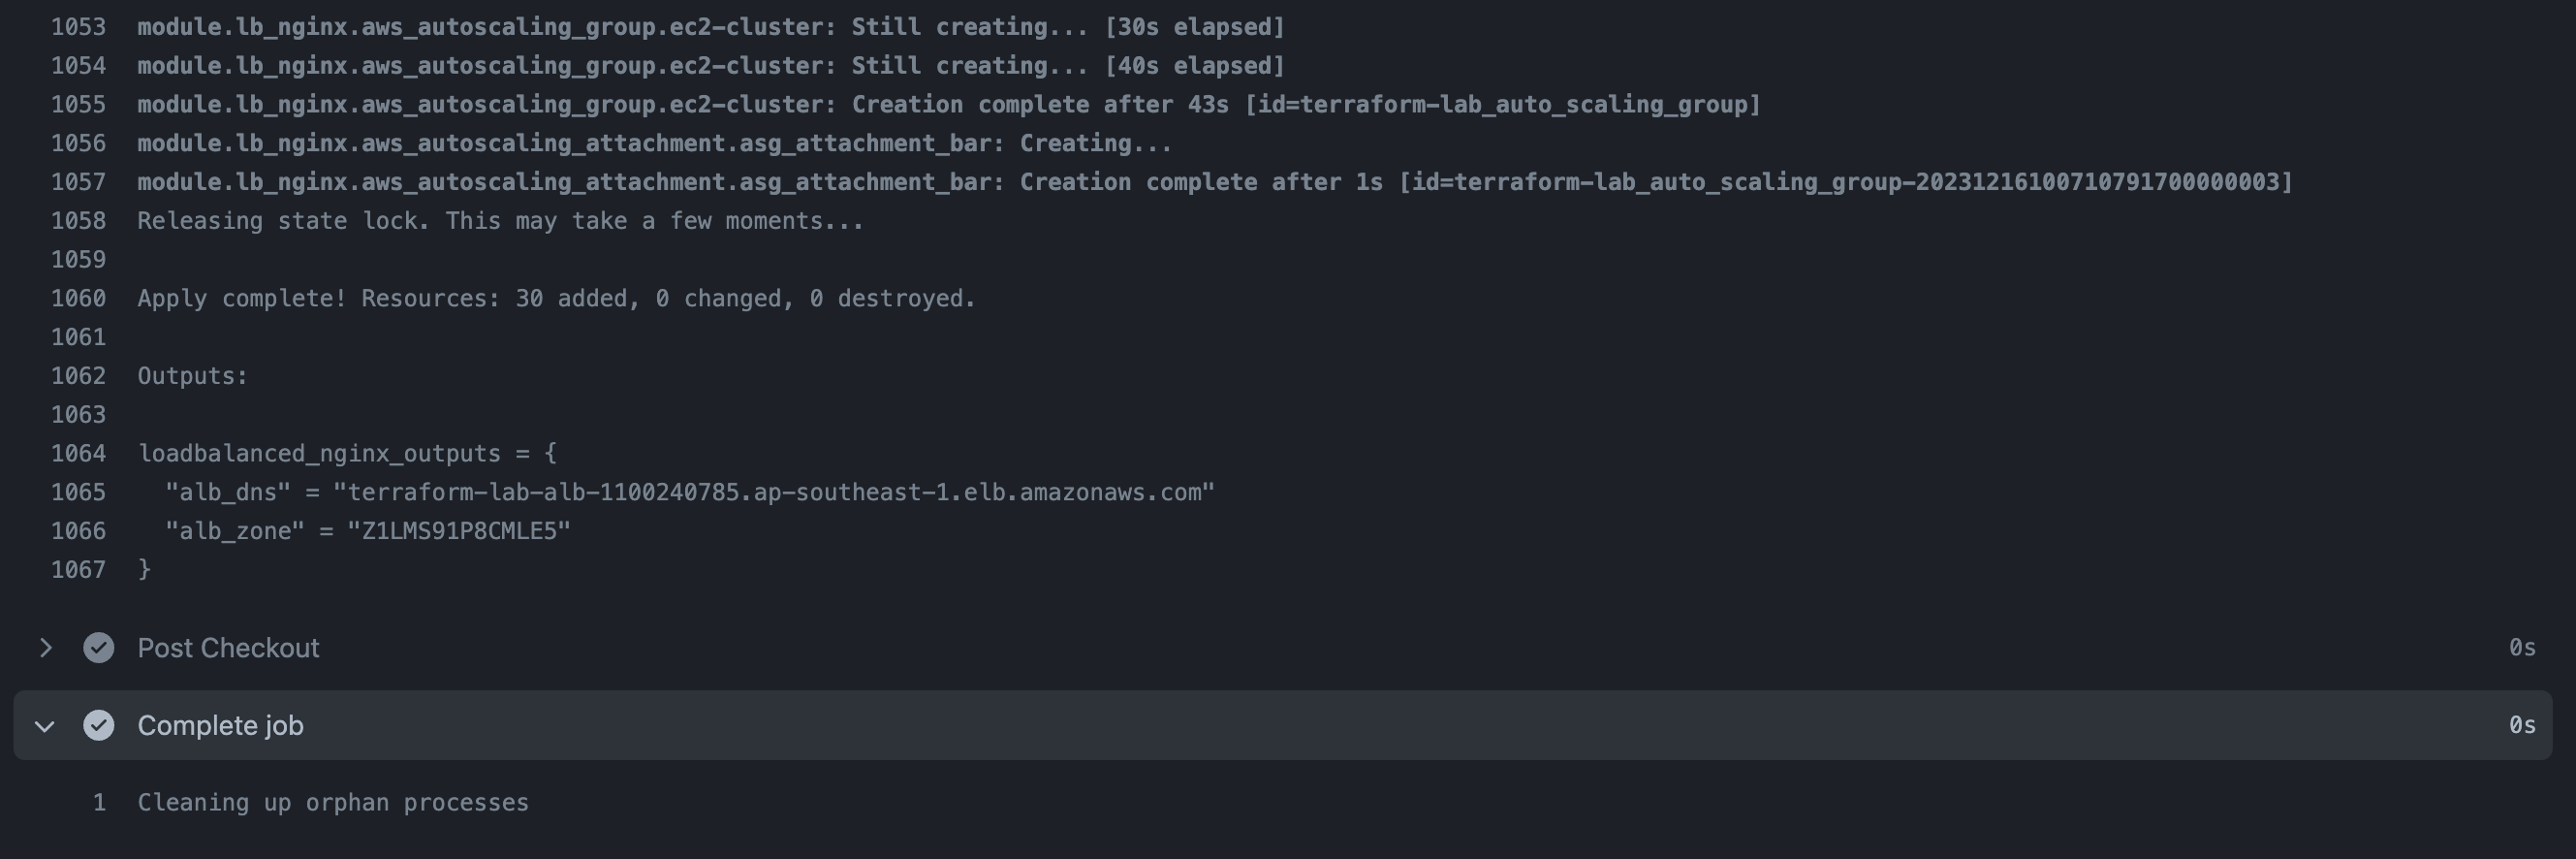 1053 module.lb_nginx.aws_autoscaling_group.ec2-cluster: Still creating... [30s elapsed]
1054 module.lb_nginx.aws_autoscaling_group.ec2-cluster: Still creating... [40s elapsed]
1055 module.lb_nginx.aws_autoscaling_group.ec2-cluster: Creation complete after 43s [id=terraform-lab_auto_scaling_group]
1056 module.lb_nginx.aws_autoscaling_attachment.asg_attachment_bar: Creating...
1057 module.lb_nginx.aws_autoscaling_attachment.asg_attachment_bar: Creation complete after 1s [id=terraform-lab_auto_scaling_group-20231216100710791700000003]
1058 Releasing state lock. This may take a few moments...
1059
1060 Apply complete! Resources: 30 added, 0 changed, 0 destroyed.
1061
1062 Outputs:
1063
1064 loadbalanced_nginx_outputs = {
1065   "alb_dns" = "terraform-lab-alb-1100240785.ap-southeast-1.elb.amazonaws.com"
1066   "alb_zone" = "Z1LMS91P8CMLE5"
1067 }
Post Checkout 0s
Complete job 0s
1 Cleaning up orphan processes